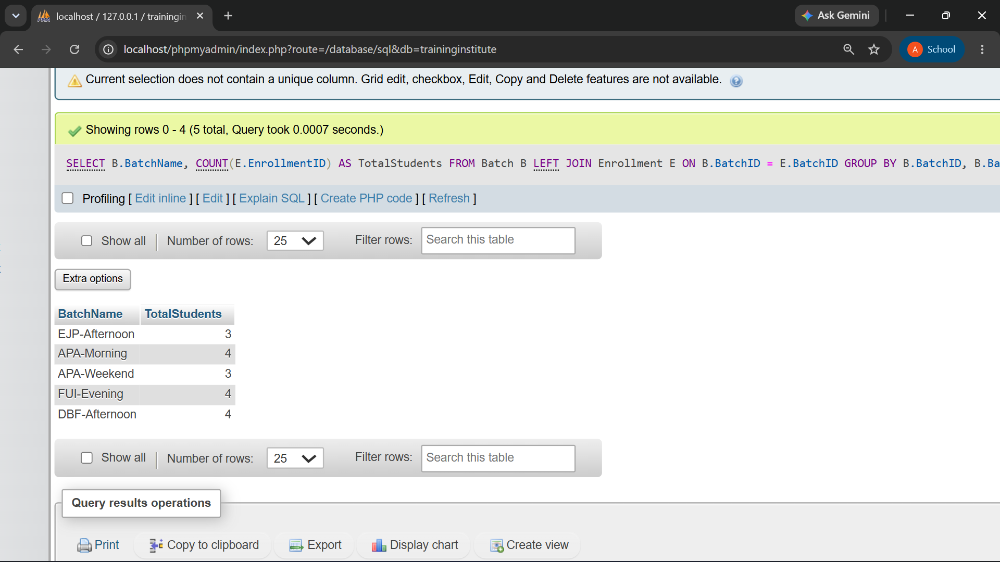 localhost / 127.0.0.1 / trainingin
Ask Gemini
localhost/phpmyadmin/index.php?route=/database/sql&db=traininginstitute
A School
Current selection does not contain a unique column. Grid edit, checkbox, Edit, Copy and Delete features are not available.
Showing rows 0 - 4 (5 total, Query took 0.0007 seconds.)
SELECT B.BatchName, COUNT(E.EnrollmentID) AS TotalStudents FROM Batch B LEFT JOIN Enrollment E ON B.BatchID = E.BatchID GROUP BY B.BatchID, B.Ba
Profiling [ Edit inline ] [ Edit ] [ Explain SQL ] [ Create PHP code ] [ Refresh ]
Show all Number of rows: 25 Filter rows: Search this table
Extra options
BatchName TotalStudents
EJP-Afternoon 3
APA-Morning 4
APA-Weekend 3
FUI-Evening 4
DBF-Afternoon 4
Show all Number of rows: 25 Filter rows: Search this table
Query results operations
Print Copy to clipboard Export Display chart Create view